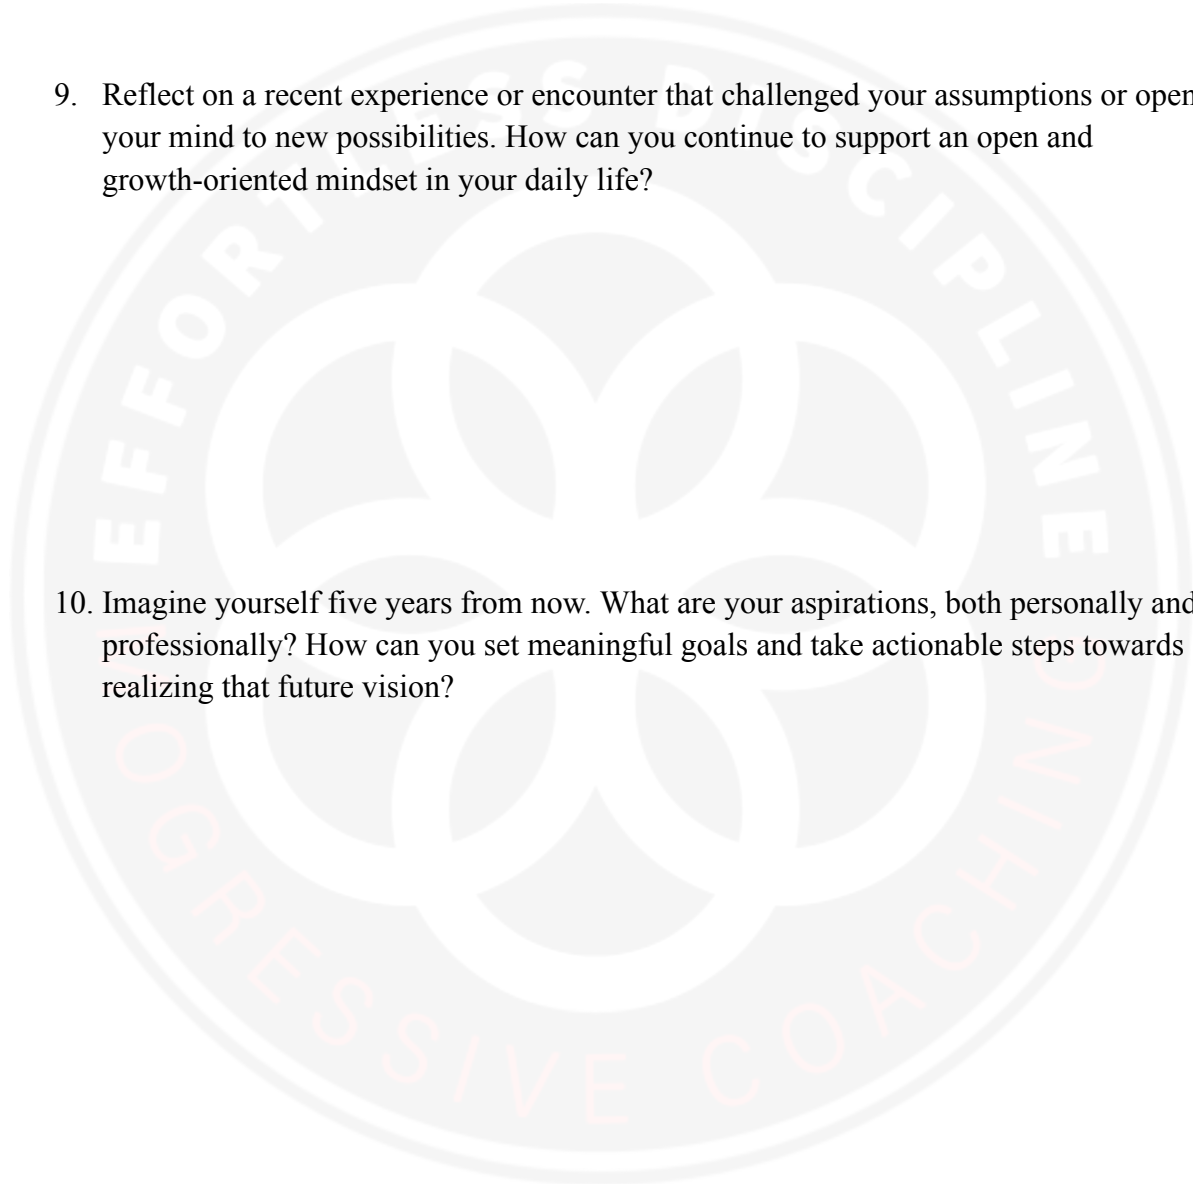 9. Reflect on a recent experience or encounter that challenged your assumptions or open
your mind to new possibilities. How can you continue to support an open and
growth-oriented mindset in your daily life?
10. Imagine yourself five years from now. What are your aspirations, both personally and
professionally? How can you set meaningful goals and take actionable steps towards
realizing that future vision?
EFFORTLESS DISCIPLINE
OGRESSIVE COACHING